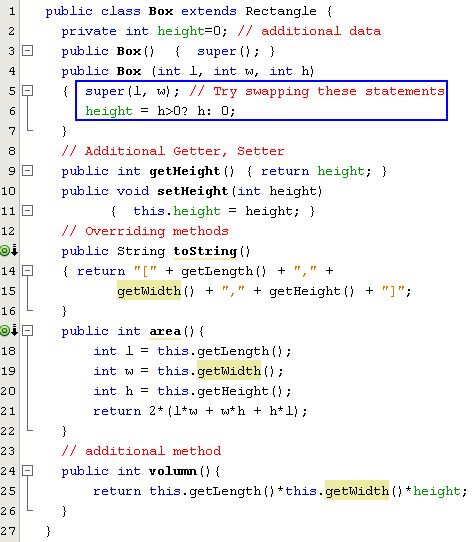 1 public class Box extends Rectangle {
2 private int height=0; // additional data
3 public Box() { super(); }
4 public Box (int l, int w, int h)
5 { super(l, w); // Try swapping these statements
6 height = h>0? h: 0;
7 }
8 // Additional Getter, Setter
9 public int getHeight() { return height; }
10 public void setHeight(int height)
11 { this.height = height; }
12 // Overriding methods
public String toString()
14 { return "[" + getLength() + "," +
15 getWidth() + "," + getHeight() + "]";
16 }
public int area(){
18 int l = this.getLength();
19 int w = this.getWidth();
20 int h = this.getHeight();
21 return 2*(l*w + w*h + h*l);
22 }
23 // additional method
24 public int volumn(){
25 return this.getLength()*this.getWidth()*height;
26 }
27 }